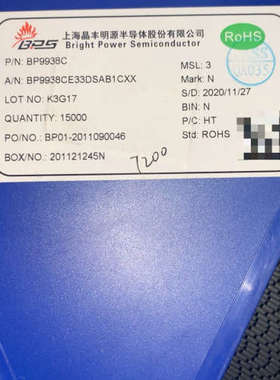 BPS
上海晶丰明源半导体股份有限公司
Bright Power Semiconductor
RoHS
P/N: BP9938C
MSL: 3
A/N: BP9938CE33DSAB1CXX
Mark: N
LOT NO: K3G17
S/D: 2020/11/27
QUANTITY: 15000
BIN: N
PO/NO.: BP01-2011090046
P/C: HT
Std: ROHS
BOX/NO.: 201121245N
7200